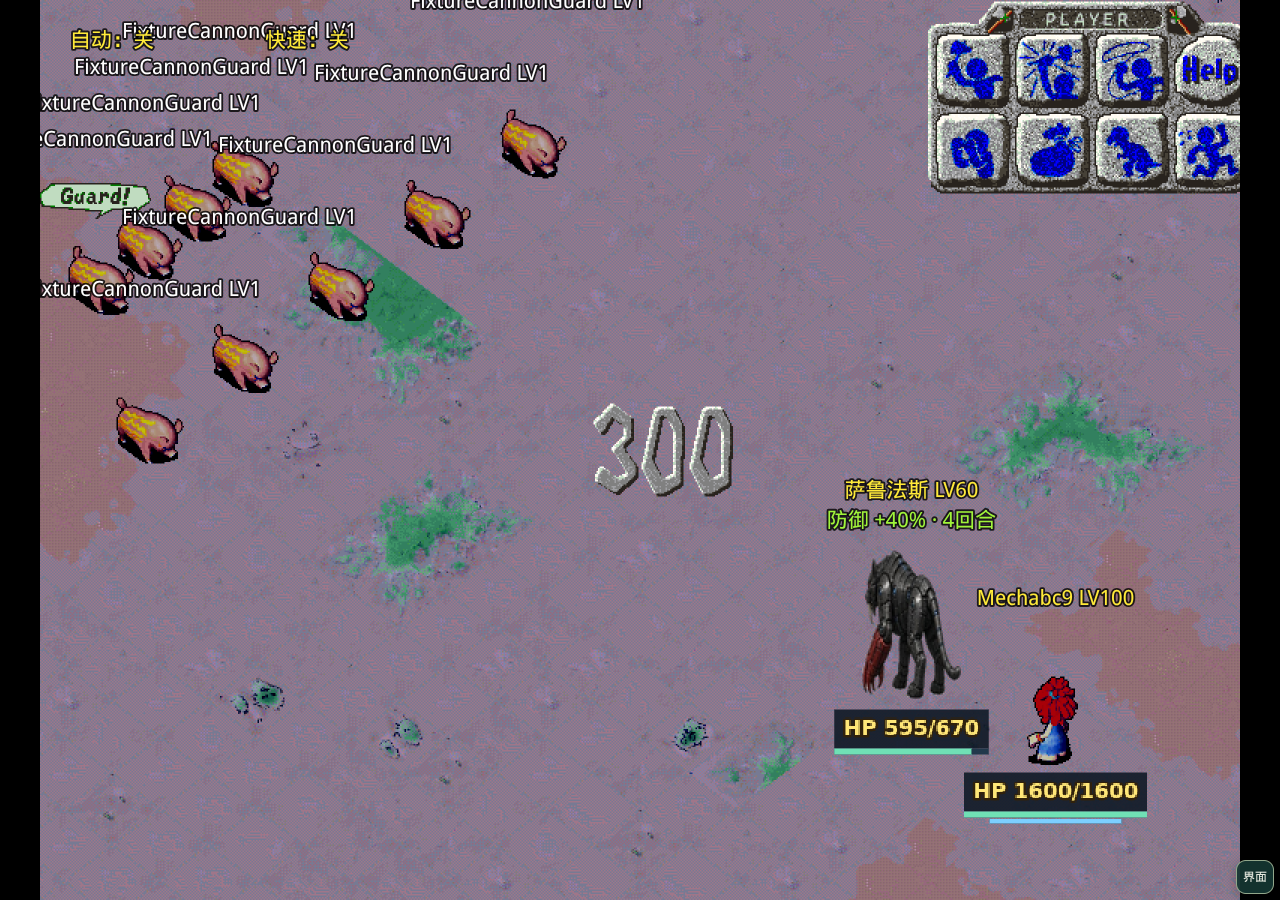 FixtureCannonGuard LV1
PLAYER
FixtureCannonGuard LV1
自动: 关
快速: 关
FixtureCannonGuard LV1
FixtureCannonGuard LV1
Help
xtureCannonGuard LV1
eCannonGuard LV1
FixtureCannonGuard LV1
Guard!
FixtureCannonGuard LV1
xtureCannonGuard LV1
300
萨鲁法斯 LV60
防御 +40% · 4回合
Mechabc9 LV100
HP 595/670
HP 1600/1600
界面